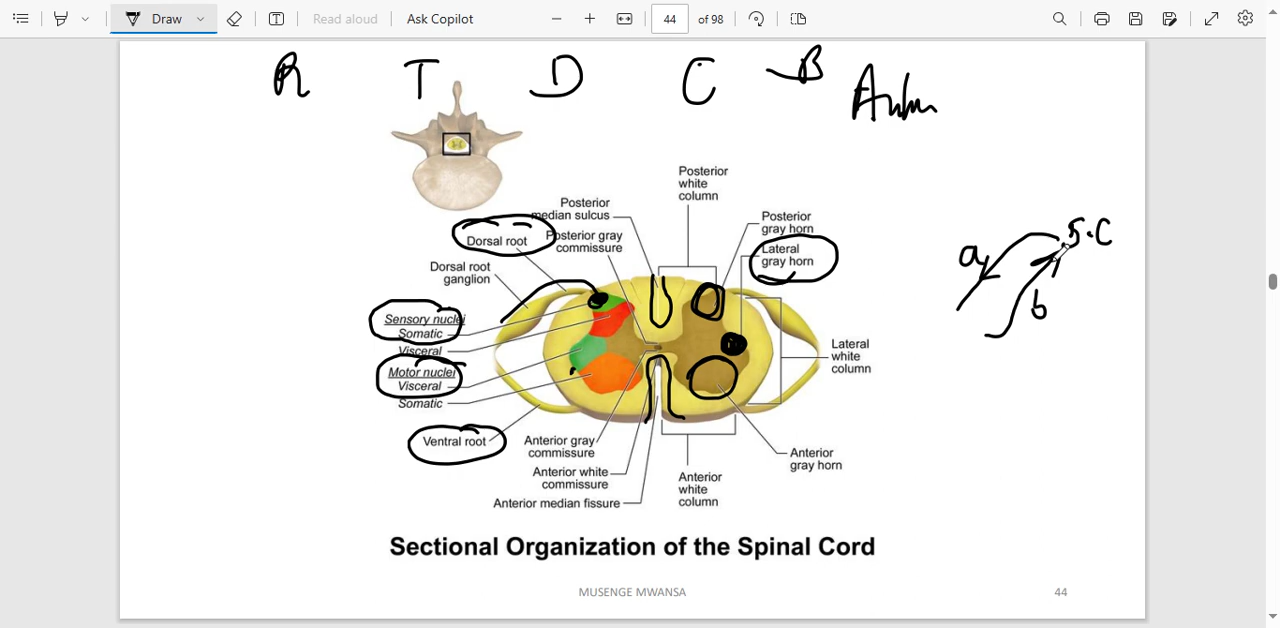 Draw
Read aloud
Ask Copilot
44
of 98
R T D C B
S.C
a
b
Posterior
white
column
Posterior
median sulcus
Posterior gray
commissure
Dorsal root
Dorsal root
ganglion
Sensory nuclei
Somatic
Visceral
Motor nuclei
Visceral
Somatic
Ventral root
Anterior gray
commissure
Anterior white
commissure
Anterior median fissure
Posterior
gray horn
Lateral
gray horn
Lateral
white
column
Anterior
gray horn
Anterior
white
column
Sectional Organization of the Spinal Cord
MUSENGE MWANSA
44